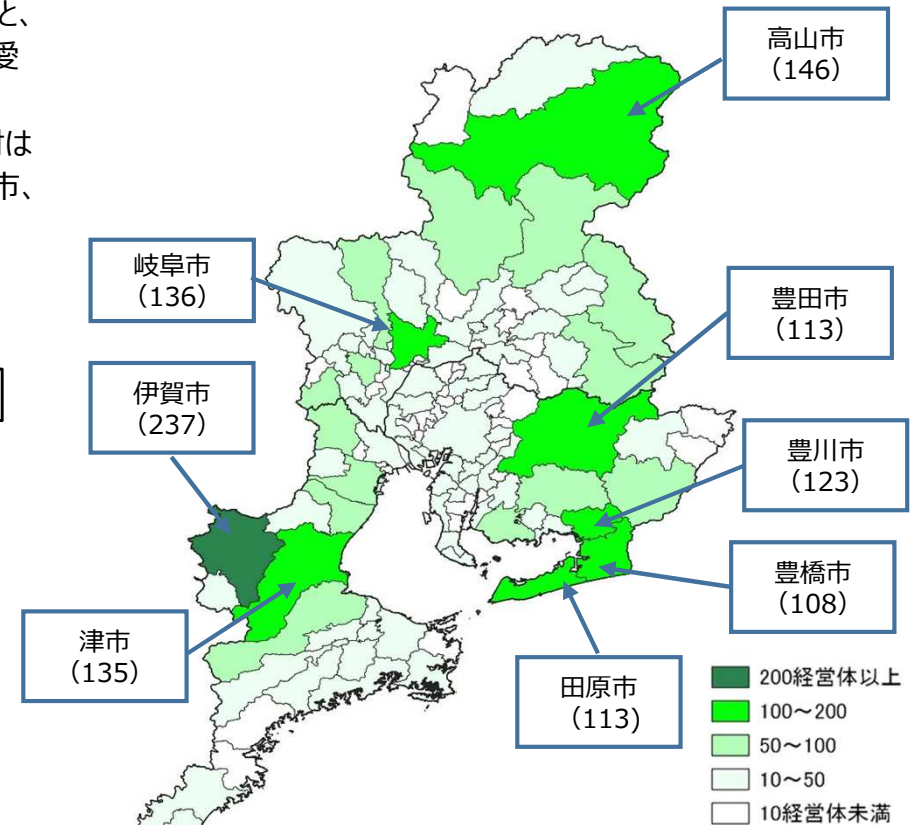 と、
愛
は
市、
高山市
（146）
岐阜市
（136）
豊田市
（113）
伊賀市
（237）
豊川市
（123）
豊橋市
（108）
津市
（135）
田原市
（113)
200経営体以上
100～200
50～100
10～50
10経営体未満